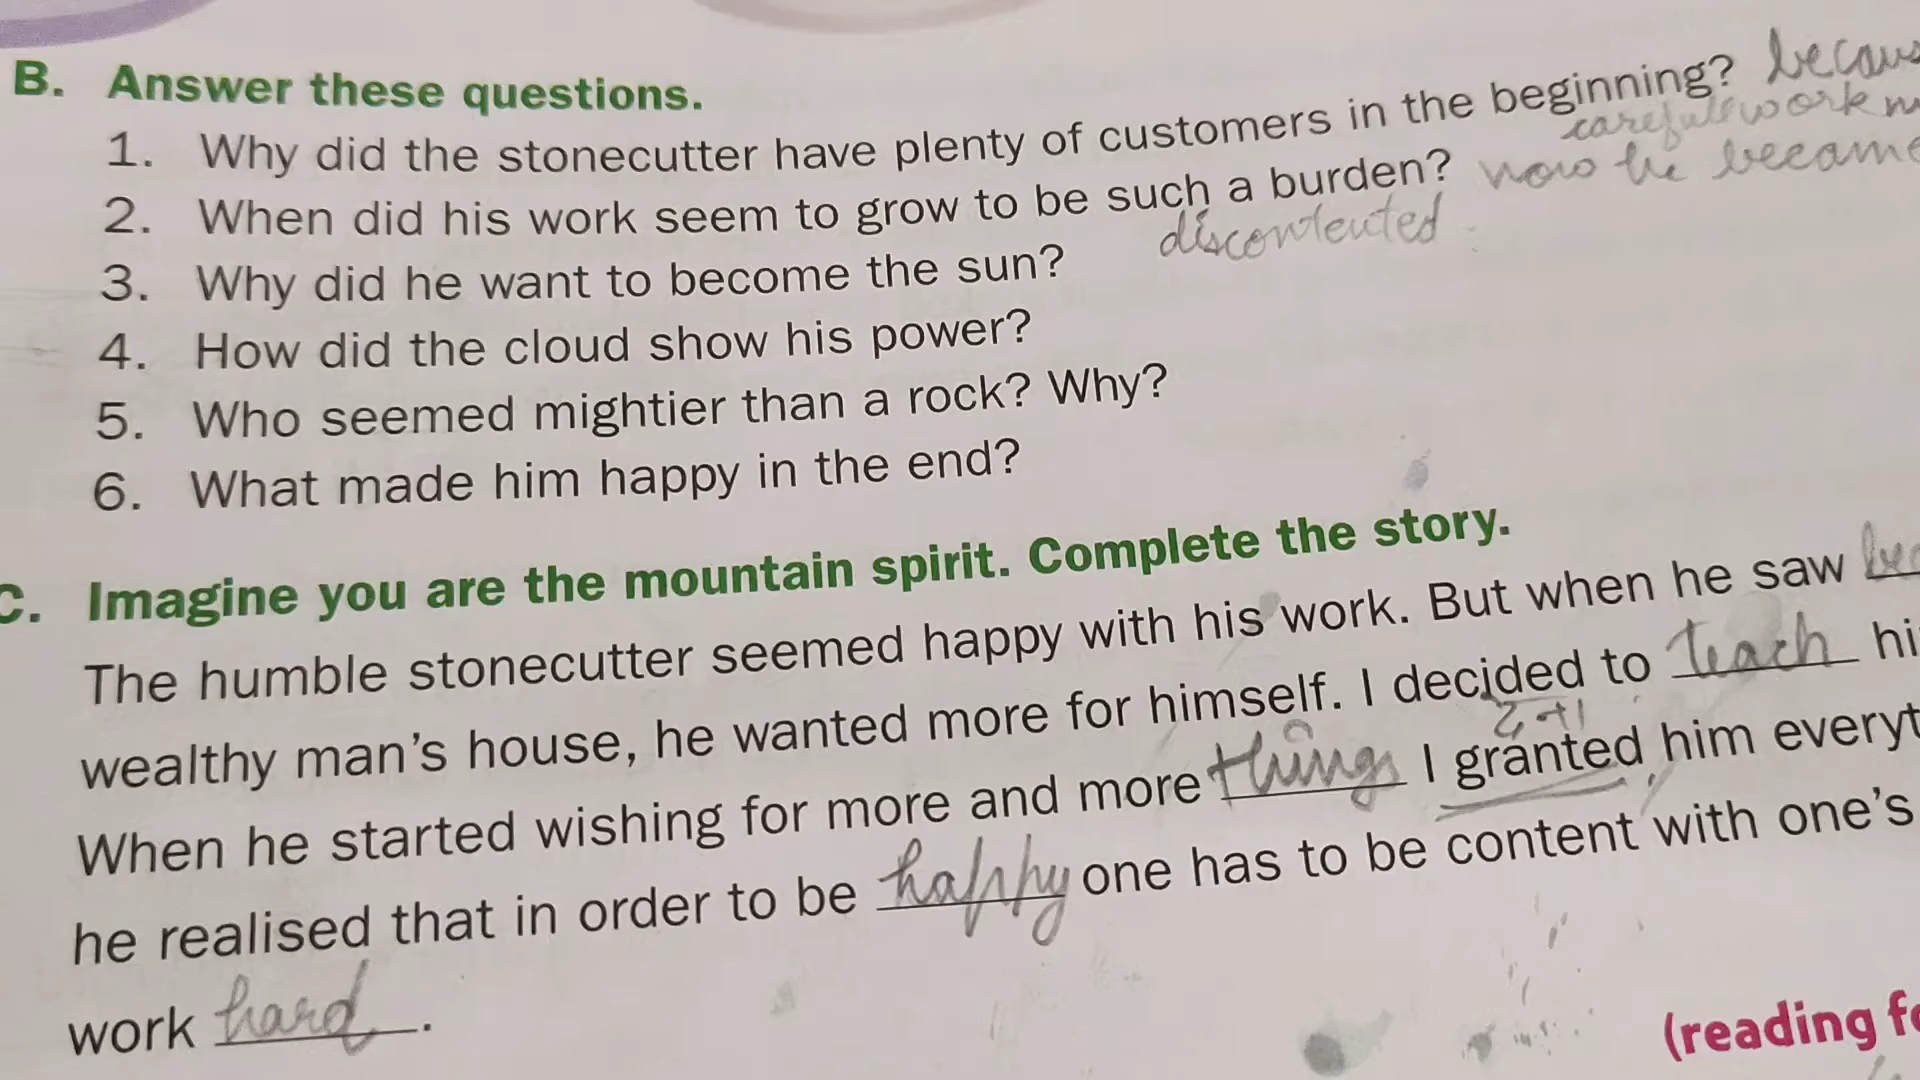 B. Answer these questions.
1. Why did the stonecutter have plenty of customers in the beginning? becaus
careful work
2. When did his work seem to grow to be such a burden? now he became
discontented
3. Why did he want to become the sun?
4. How did the cloud show his power?
5. Who seemed mightier than a rock? Why?
6. What made him happy in the end?
C. Imagine you are the mountain spirit. Complete the story.
The humble stonecutter seemed happy with his work. But when he saw
wealthy man's house, he wanted more for himself. I decided to teach hi
When he started wishing for more and more things I granted him everyt
he realised that in order to be happy one has to be content with one's
work hard.
(reading fo